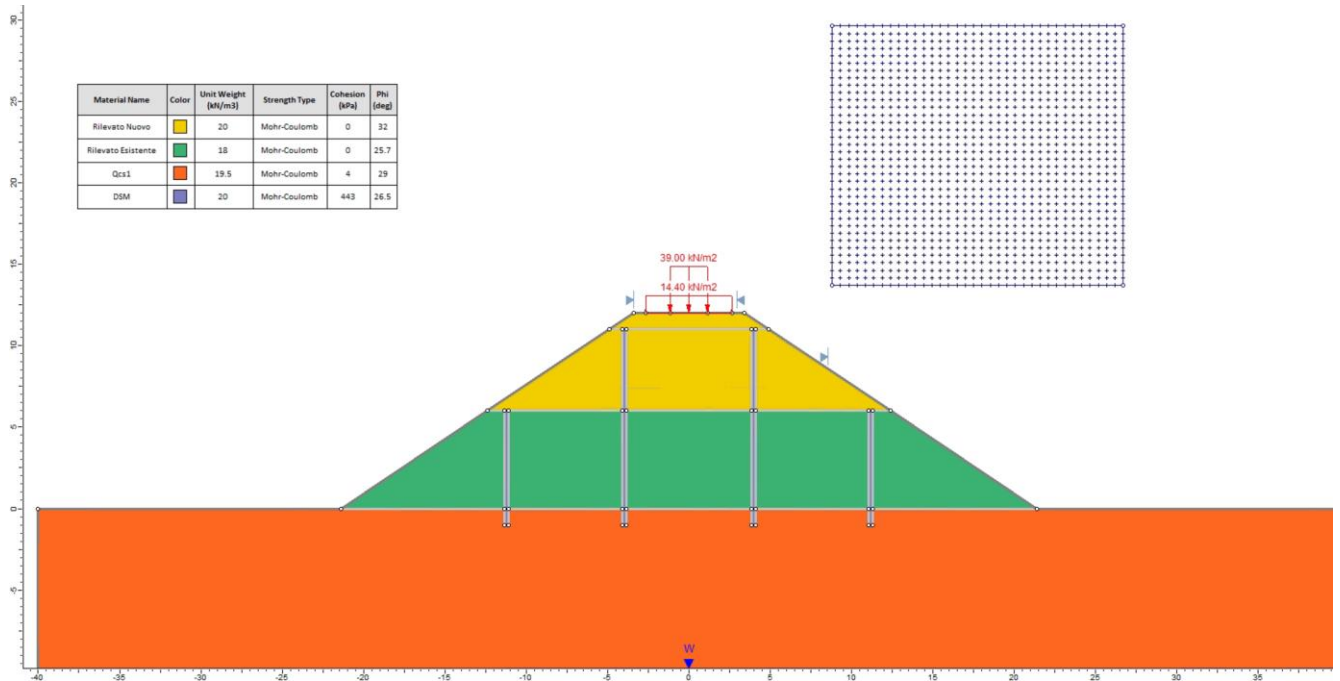 30
25
20
15
10
5
0
-5
Material Name Color Unit Weight (kN/m3) Strength Type Cohesion (kPa) Phi (deg)
Rilevato Nuovo 20 Mohr-Coulomb 0 32
Rilevato Esistente 18 Mohr-Coulomb 0 25.7
Qcs1 19.5 Mohr-Coulomb 4 29
DSM 20 Mohr-Coulomb 443 26.5
39.00 kN/m2
14.40 kN/m2
W
-40 -35 -30 -25 -20 -15 -10 -5 0 5 10 15 20 25 30 35